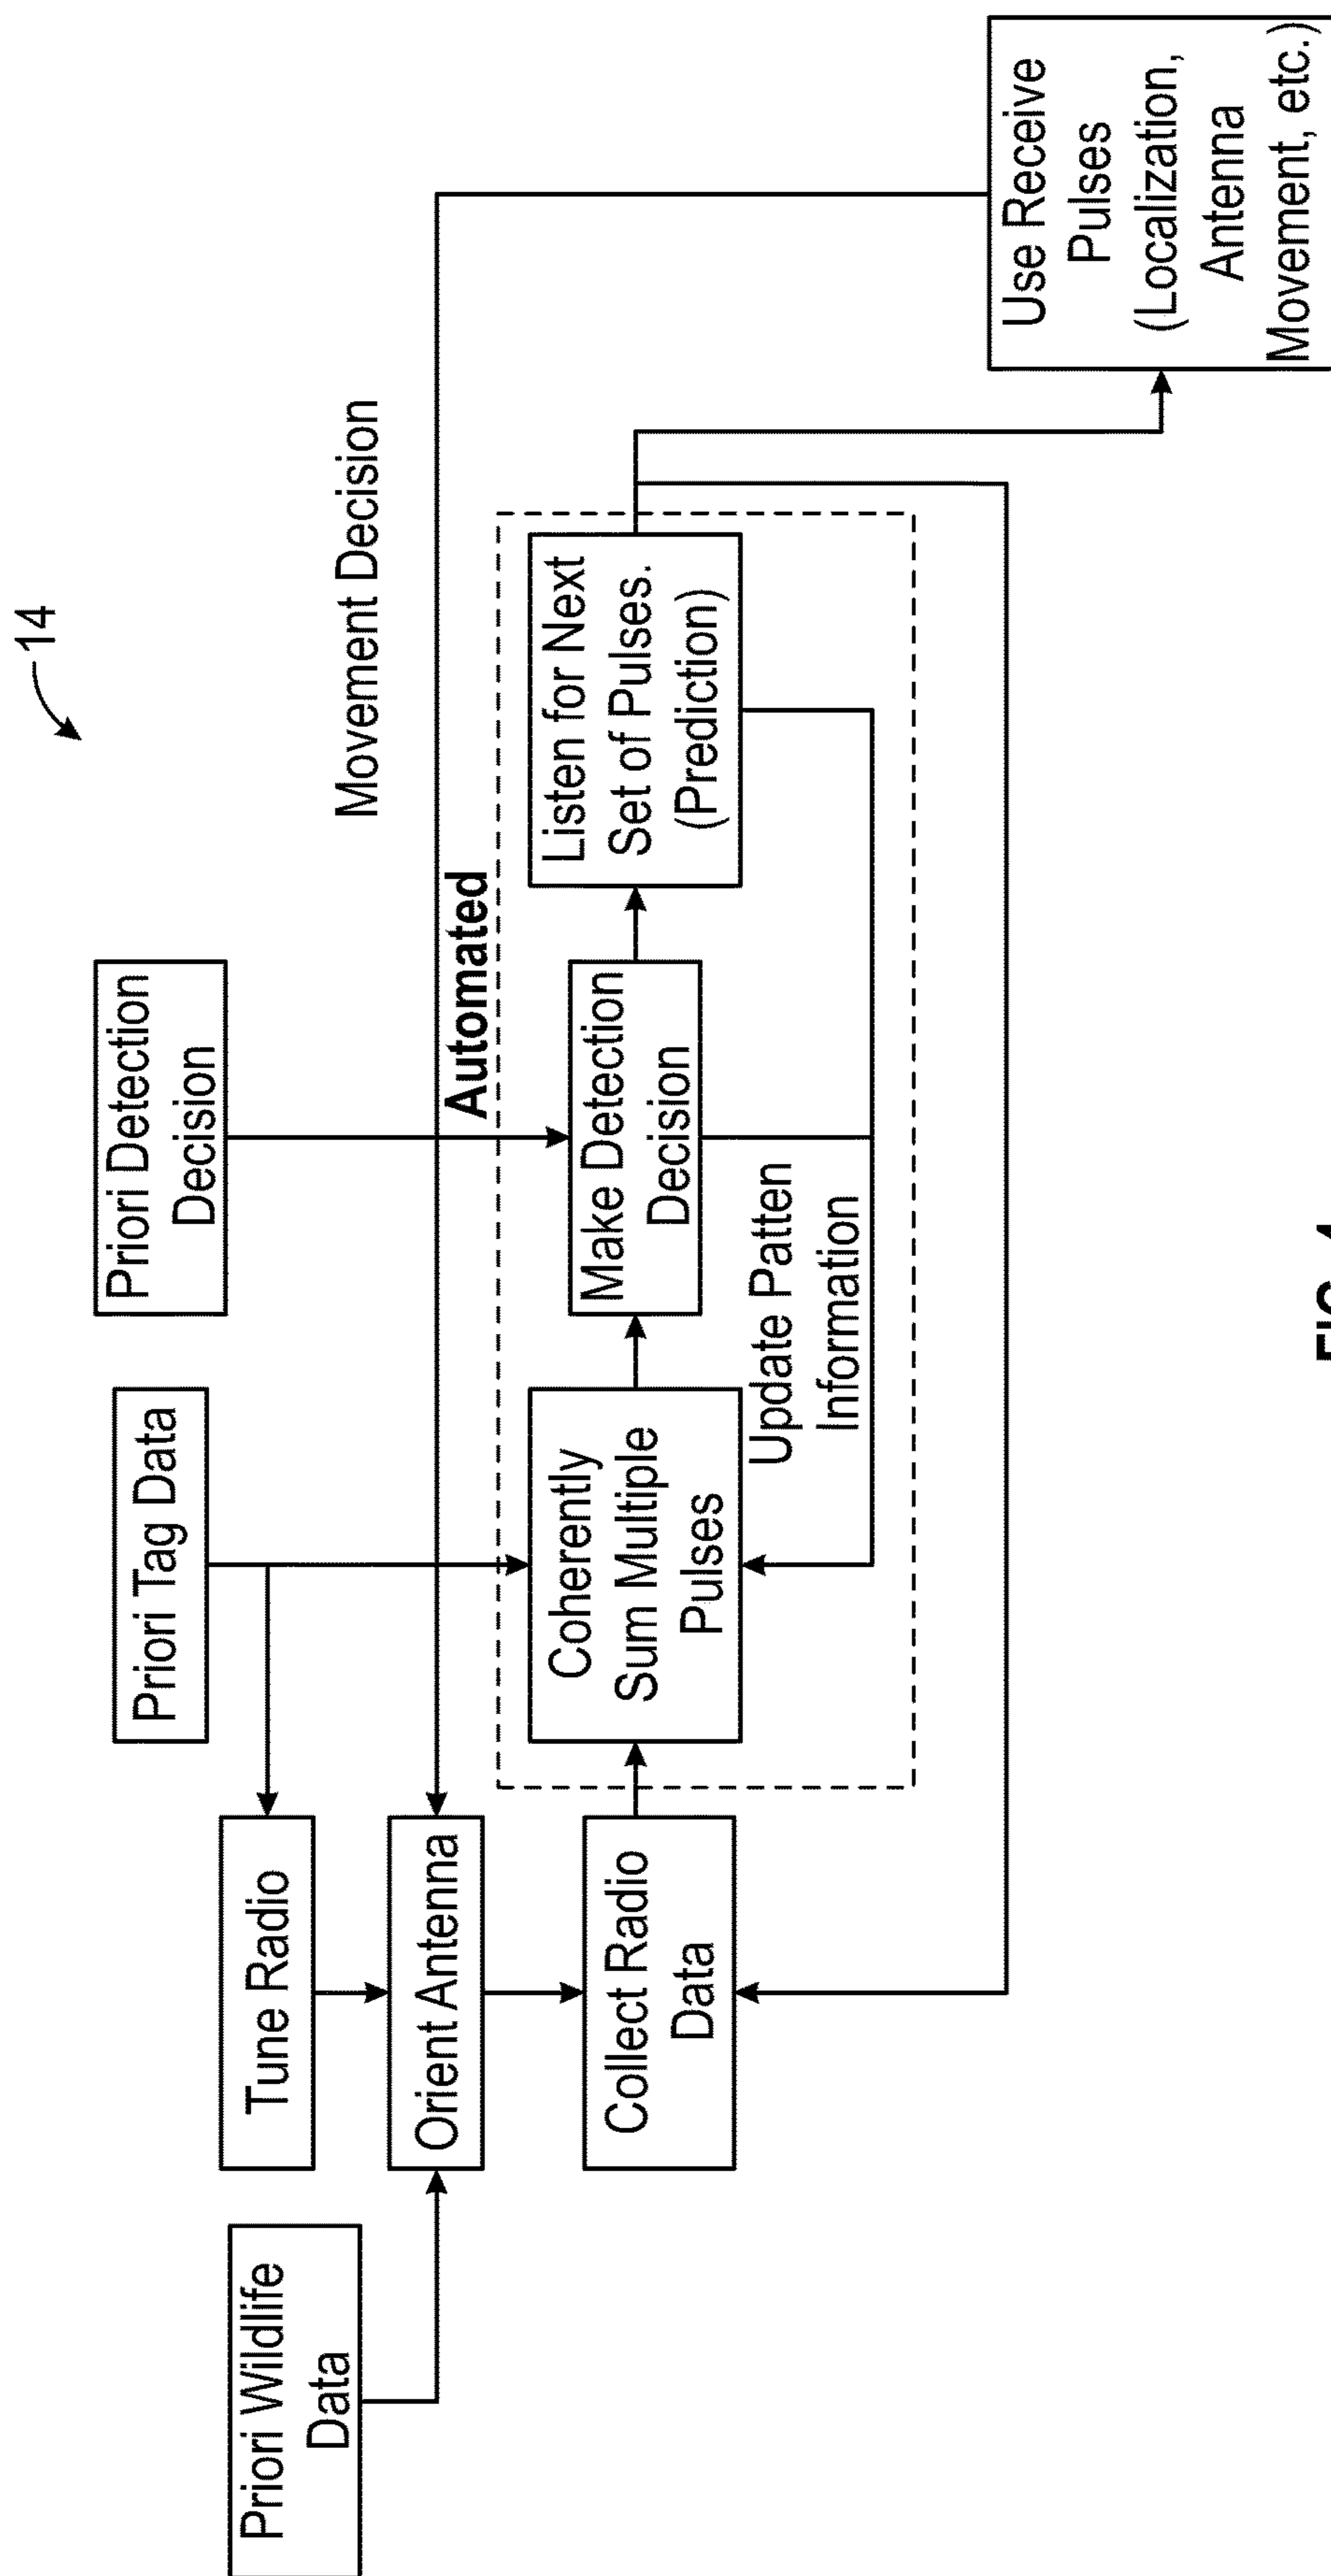 14
Priori Detection
Decision
Priori Tag Data
Movement Decision
Tune Radio
Priori Wildlife
Data
Orient Antenna
Automated
Collect Radio
Data
Coherently
Sum Multiple
Pulses
Make Detection
Decision
Listen for Next
Set of Pulses.
(Prediction)
Update Patten
Information
Use Receive
Pulses
(Localization,
Antenna
Movement, etc.)